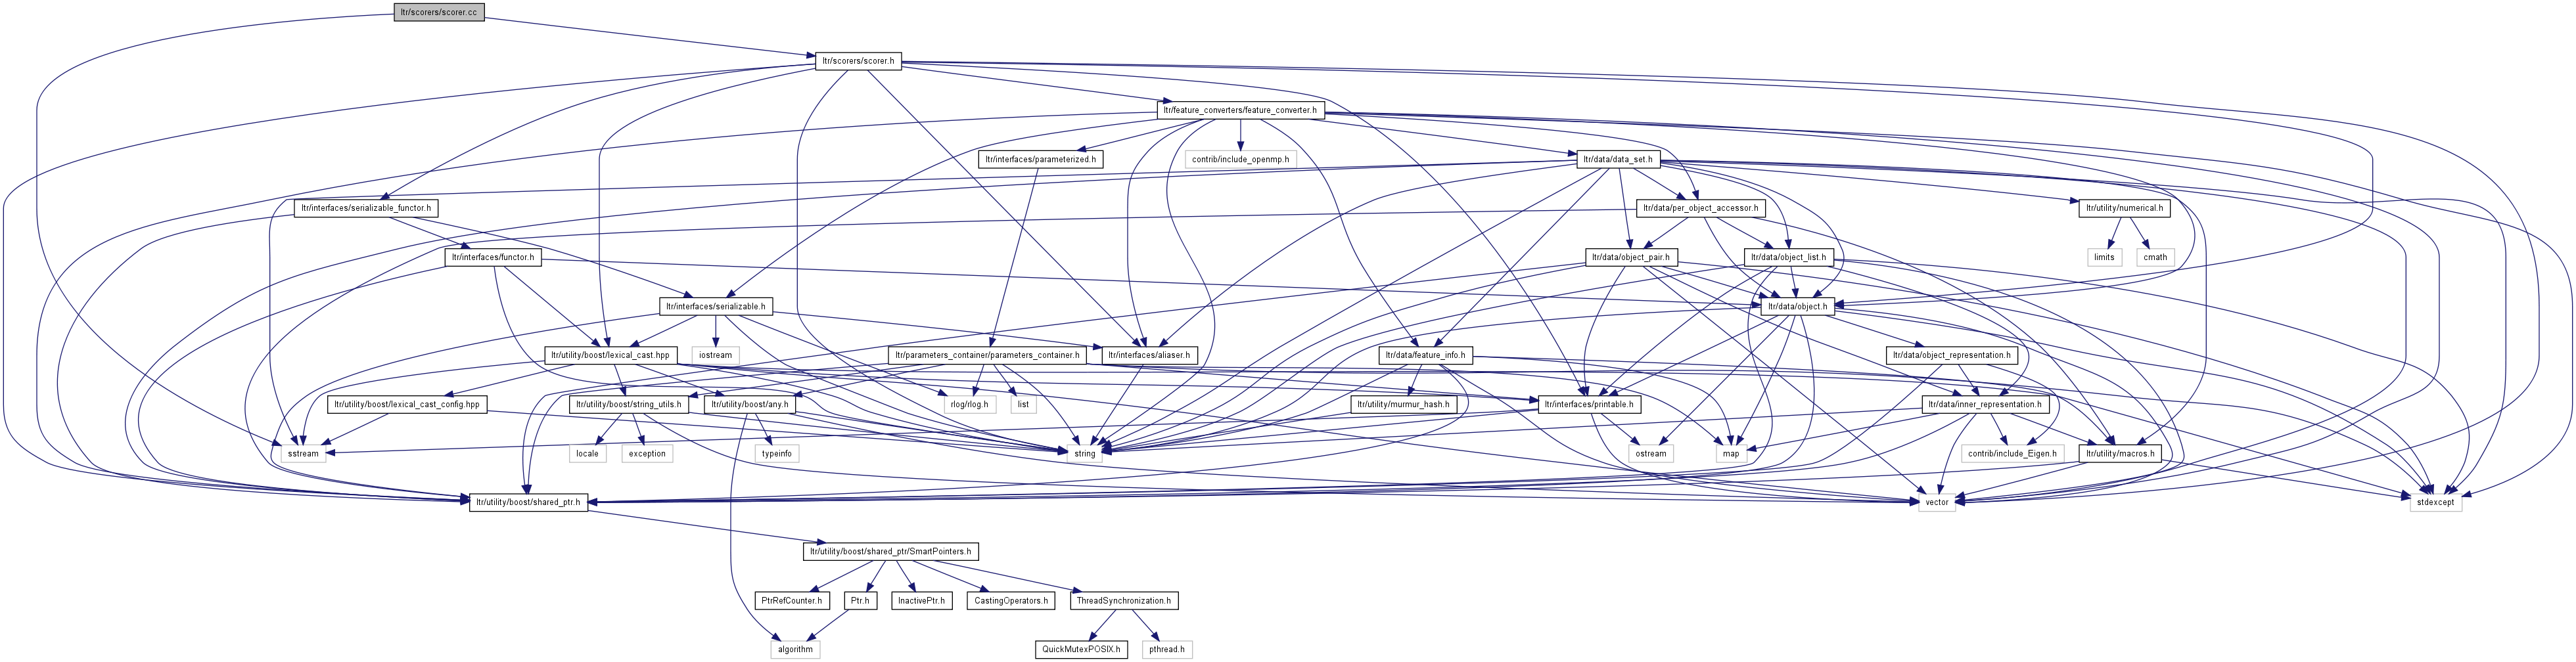 ltr/scorers/scorer.cc
ltr/scorers/scorer.h
ltr/feature_converters/feature_converter.h
ltr/interfaces/parameterized.h
contrib/include_openmp.h
ltr/data/data_set.h
ltr/interfaces/serializable_functor.h
ltr/data/per_object_accessor.h
ltr/utility/numerical.h
ltr/interfaces/functor.h
ltr/data/object_pair.h
ltr/data/object_list.h
limits
cmath
ltr/interfaces/serializable.h
ltr/data/object.h
ltr/utility/boost/lexical_cast.hpp
iostream
ltr/parameters_container/parameters_container.h
ltr/interfaces/aliaser.h
ltr/data/feature_info.h
ltr/data/object_representation.h
ltr/utility/boost/lexical_cast_config.hpp
ltr/utility/boost/string_utils.h
ltr/utility/boost/any.h
rlog/rlog.h
list
ltr/utility/murmur_hash.h
ltr/interfaces/printable.h
ltr/data/inner_representation.h
sstream
locale
exception
typeinfo
string
ostream
map
contrib/include_Eigen.h
ltr/utility/macros.h
ltr/utility/boost/shared_ptr.h
vector
stdexcept
ltr/utility/boost/shared_ptr/SmartPointers.h
PtrRefCounter.h
Ptr.h
InactivePtr.h
CastingOperators.h
ThreadSynchronization.h
algorithm
QuickMutexPOSIX.h
pthread.h